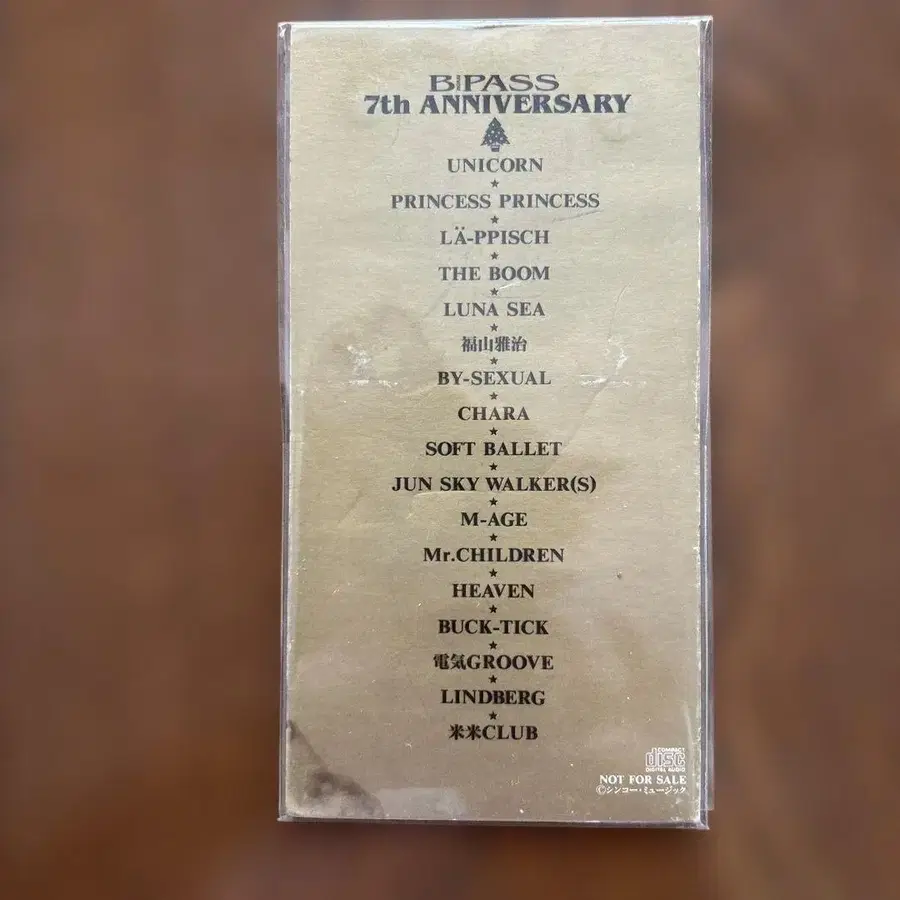 B-PASS
7th ANNIVERSARY
UNICORN
★
PRINCESS PRINCESS
★
LÄ-PPISCH
★
THE BOOM
★
LUNA SEA
★
福山雅治
★
BY-SEXUAL
★
CHARA
★
SOFT BALLET
★
JUN SKY WALKER(S)
★
M-AGE
★
Mr.CHILDREN
★
HEAVEN
★
BUCK-TICK
★
電気GROOVE
★
LINDBERG
★
米米CLUB
COMPACT
disc
DIGITAL AUDIO
NOT FOR SALE
©シンコー・ミュージック